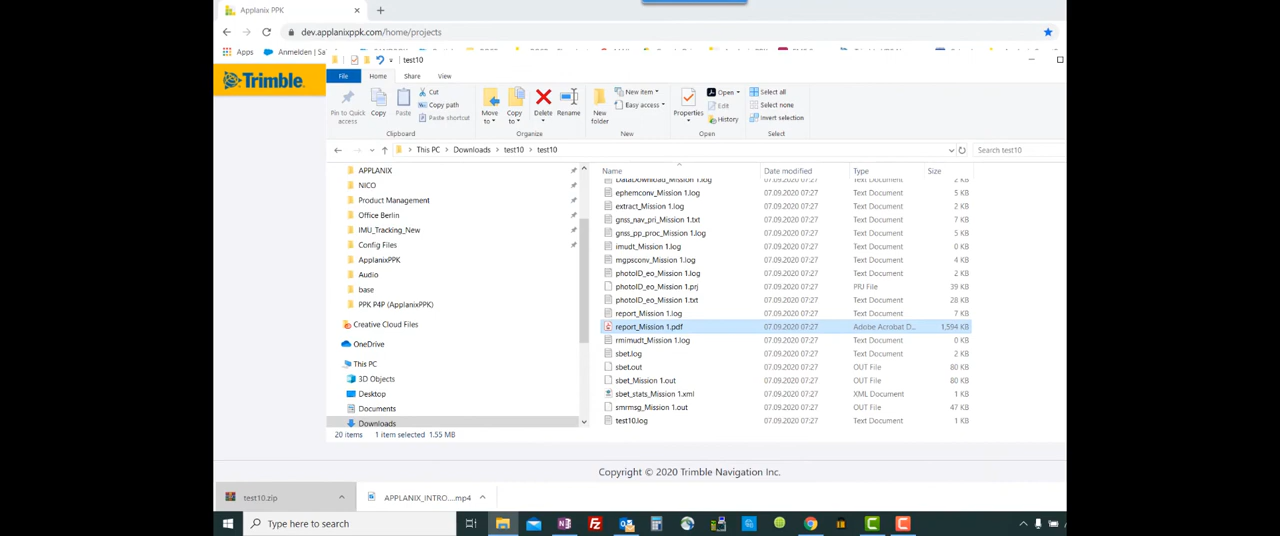 Applanix PPK
dev.applanixppk.com/home/projects
Apps Anmelden | Sa
Trimble
test10
File Home Share View
Pin to Quick access
Copy
Paste
Cut
Copy path
Paste shortcut
Clipboard
Move to
Copy to
Delete
Rename
Organize
New folder
New item
Easy access
New
Properties
Open
Edit
History
Open
Select all
Select none
Invert selection
Select
This PC > Downloads > test10 > test10
Search test10
APPLANIX
NICO
Product Management
Office Berlin
IMU_Tracking_New
Config Files
ApplanixPPK
Audio
base
PPK P4P (ApplanixPPK)
Creative Cloud Files
OneDrive
This PC
3D Objects
Desktop
Documents
Downloads
Name Date modified Type Size
DataDownload_Mission 1.log 07.09.2020 07:27 Text Document 2 KB
ephemconv_Mission 1.log 07.09.2020 07:27 Text Document 5 KB
extract_Mission 1.log 07.09.2020 07:27 Text Document 2 KB
gnss_nav_pri_Mission 1.txt 07.09.2020 07:27 Text Document 7 KB
gnss_pp_proc_Mission 1.log 07.09.2020 07:27 Text Document 5 KB
imudt_Mission 1.log 07.09.2020 07:27 Text Document 0 KB
mgpsconv_Mission 1.log 07.09.2020 07:27 Text Document 4 KB
photoID_eo_Mission 1.log 07.09.2020 07:27 Text Document 2 KB
photoID_eo_Mission 1.prj 07.09.2020 07:27 PRJ File 39 KB
photoID_eo_Mission 1.txt 07.09.2020 07:27 Text Document 28 KB
report_Mission 1.log 07.09.2020 07:27 Text Document 7 KB
report_Mission 1.pdf 07.09.2020 07:27 Adobe Acrobat D... 1,594 KB
rmimudt_Mission 1.log 07.09.2020 07:27 Text Document 0 KB
sbet.log 07.09.2020 07:27 Text Document 2 KB
sbet.out 07.09.2020 07:27 OUT File 80 KB
sbet_Mission 1.out 07.09.2020 07:27 OUT File 80 KB
sbet_stats_Mission 1.xml 07.09.2020 07:27 XML Document 1 KB
smrmsg_Mission 1.out 07.09.2020 07:27 OUT File 47 KB
test10.log 07.09.2020 07:27 Text Document 1 KB
20 items 1 item selected 1.55 MB
Copyright © 2020 Trimble Navigation Inc.
test10.zip
APPLANIX_INTRO....mp4
Type here to search